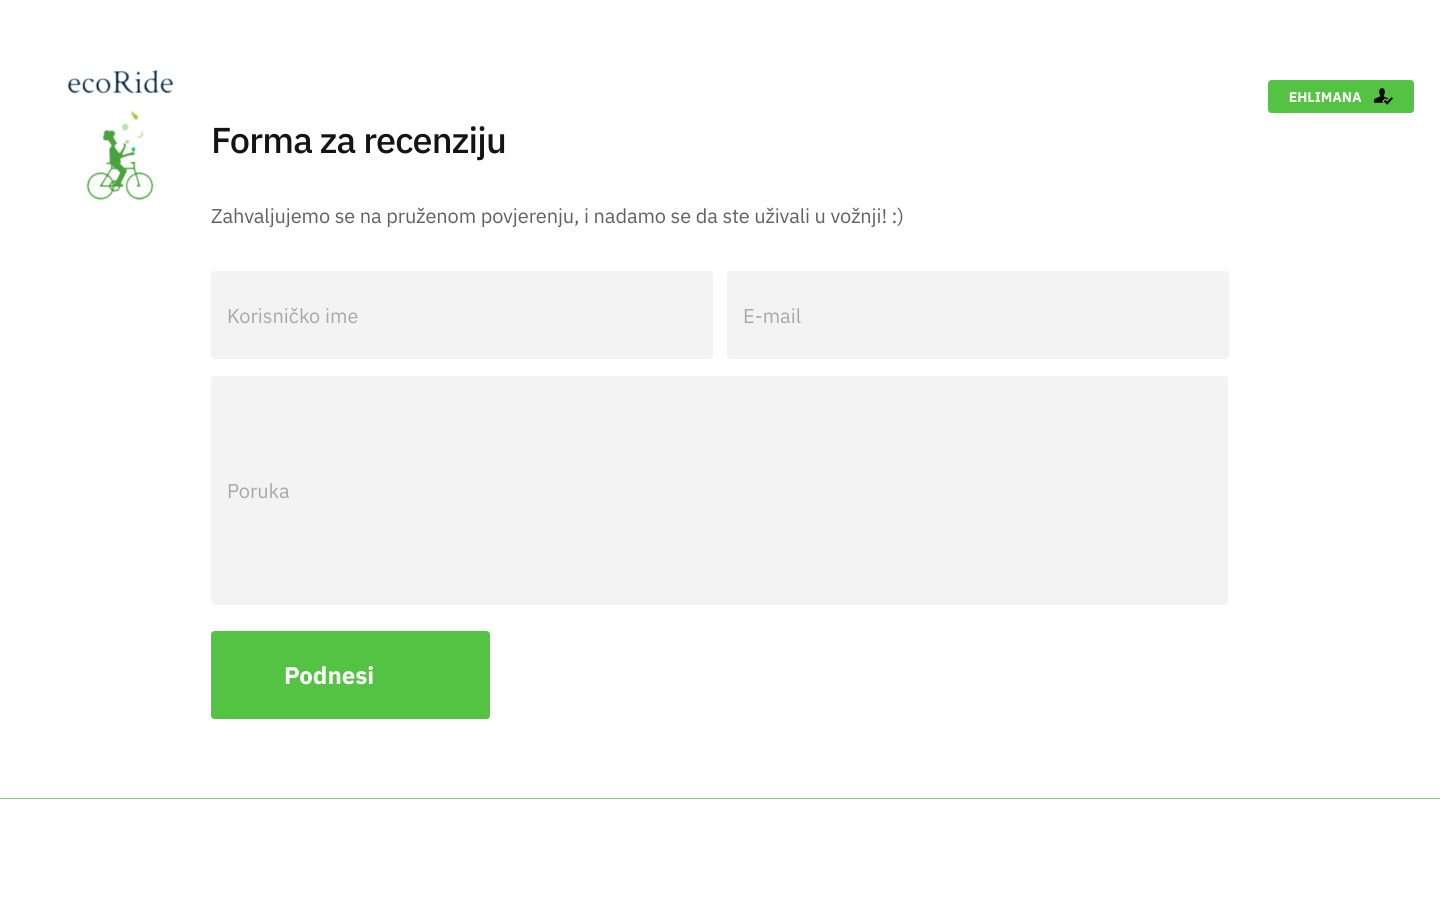 ecoRide
EHLIMANA
Forma za recenziju
Zahvaljujemo se na pruženom povjerenju, i nadamo se da ste uživali u vožnji! :)
Korisničko ime
E-mail
Poruka
Podnesi